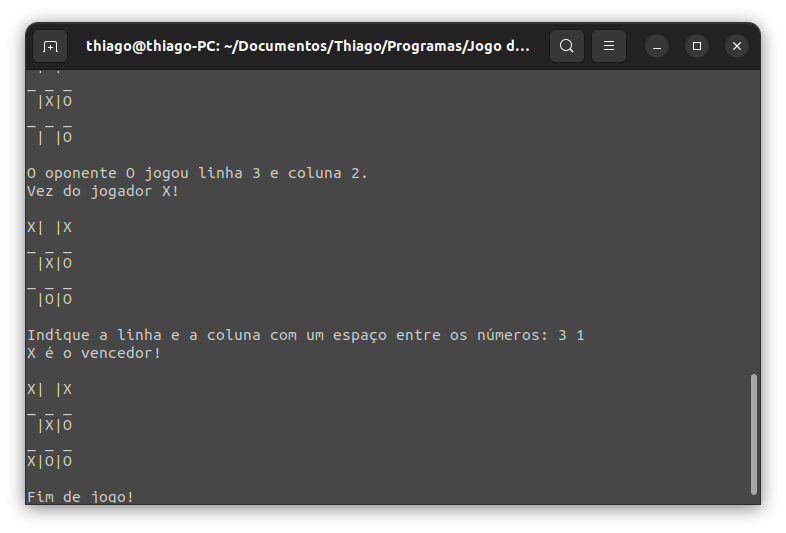 thiago@thiago-PC: ~/Documentos/Thiago/Programas/Jogo d...
_ _ _
 |X|O
_ _ _
 | |O
O oponente O jogou linha 3 e coluna 2.
Vez do jogador X!
X| |X
_ _ _
 |X|O
_ _ _
 |O|O
Indique a linha e a coluna com um espaço entre os números: 3 1
X é o vencedor!
X| |X
_ _ _
 |X|O
_ _ _
X|O|O
Fim de jogo!